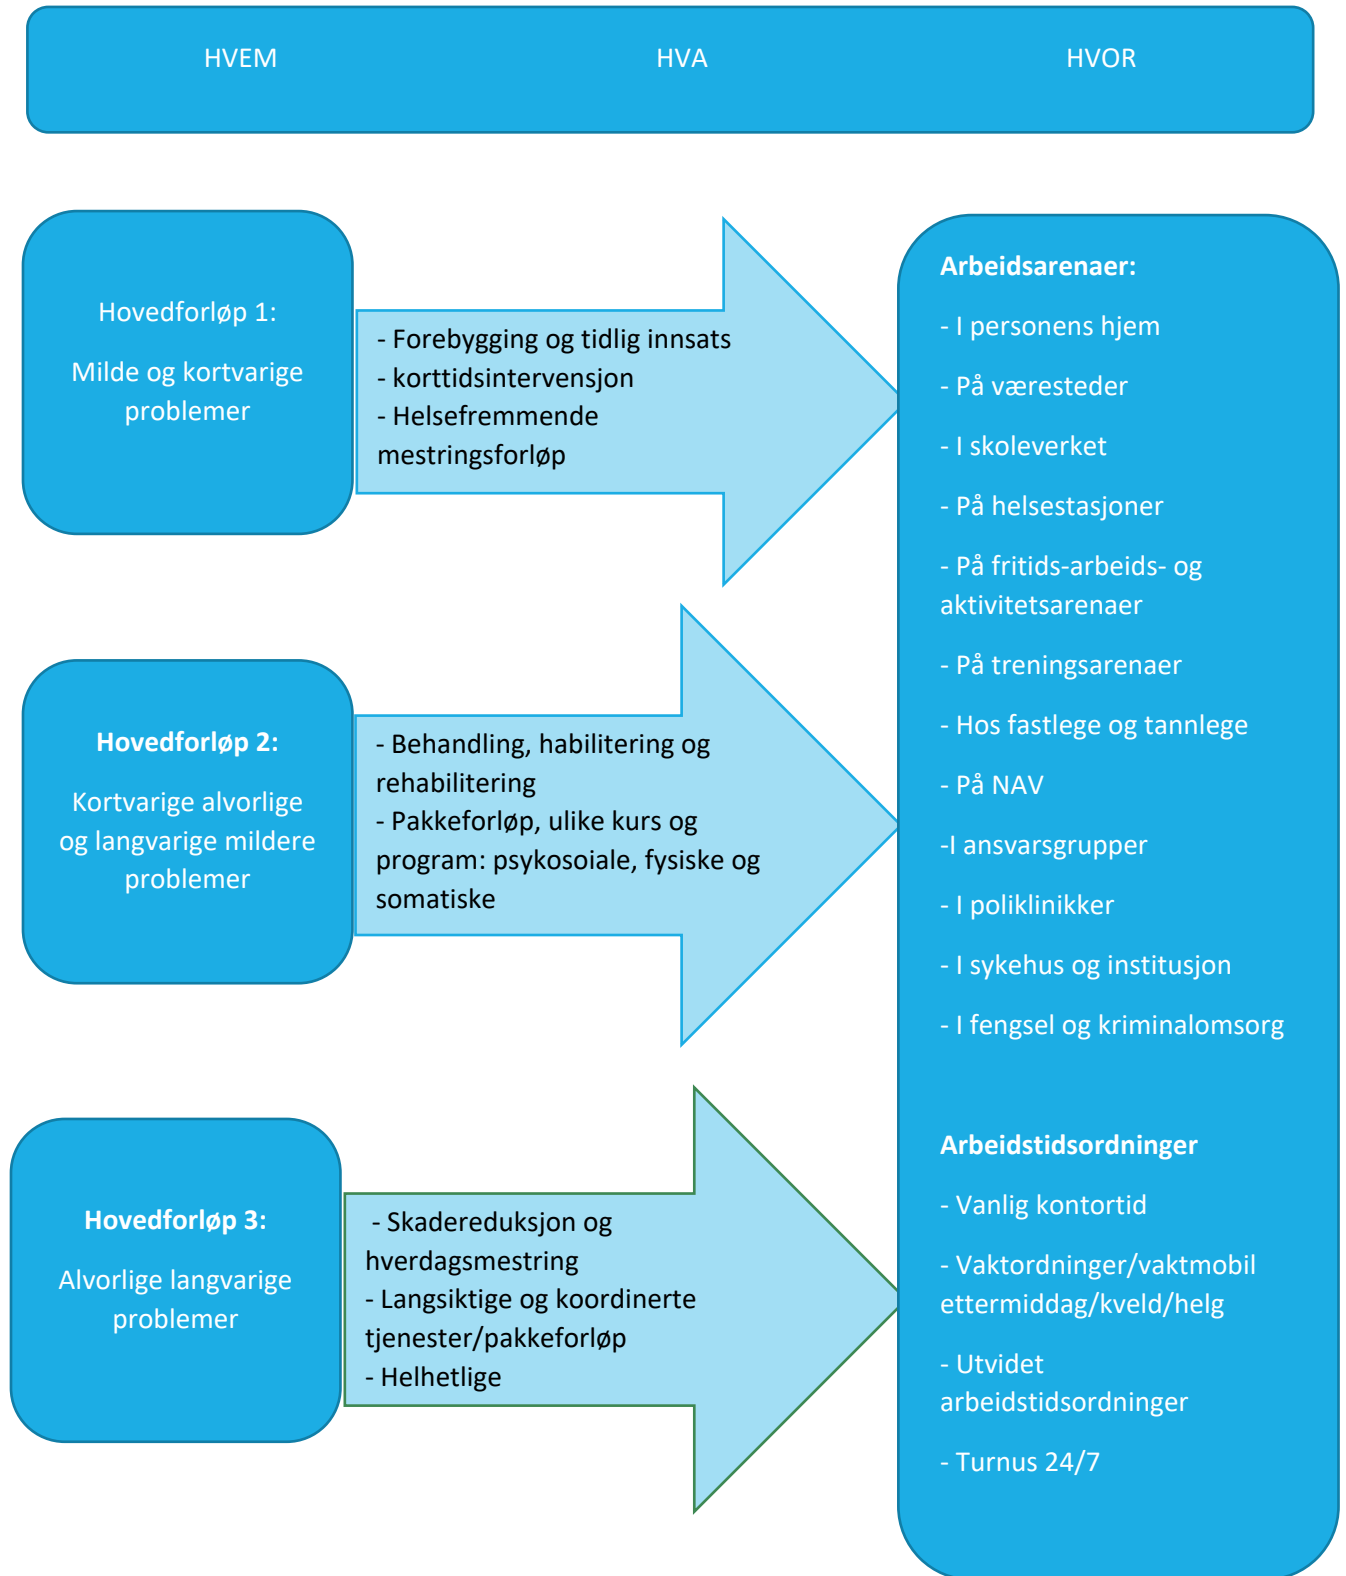 HVEM
HVA
HVOR
Hovedforløp 1:
Milde og kortvarige
problemer
- Forebygging og tidlig innsats
- korttidsintervensjon
- Helsefremmende
mestringsforløp
Hovedforløp 2:
Kortvarige alvorlige
og langvarige mildere
problemer
- Behandling, habilitering og
rehabilitering
- Pakkeforløp, ulike kurs og
program: psykosoiale, fysiske og
somatiske
Hovedforløp 3:
Alvorlige langvarige
problemer
- Skadereduksjon og
hverdagsmestring
- Langsiktige og koordinerte
tjenester/pakkeforløp
- Helhetlige
Arbeidsarenaer:
- I personens hjem
- På væresteder
- I skoleverket
- På helsestasjoner
- På fritids-arbeids- og
aktivitetsarenaer
- På treningsarenaer
- Hos fastlege og tannlege
- På NAV
-I ansvarsgrupper
- I poliklinikker
- I sykehus og institusjon
- I fengsel og kriminalomsorg
Arbeidstidsordninger
- Vanlig kontortid
- Vaktordninger/vaktmobil
ettermiddag/kveld/helg
- Utvidet
arbeidstidsordninger
- Turnus 24/7